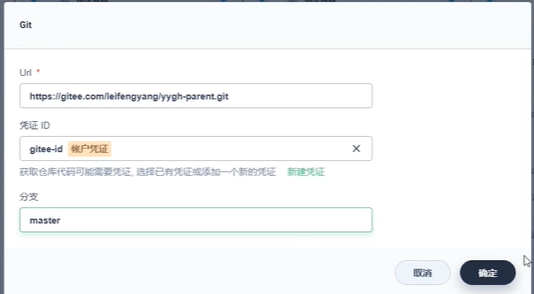 Git
Url *
https://gitee.com/leifengyang/yygh-parent.git
凭证 ID
gitee-id 帐户凭证
获取仓库代码可能需要凭证, 选择已有凭证或添加一个新的凭证 新建凭证
分支
master
取消 确定